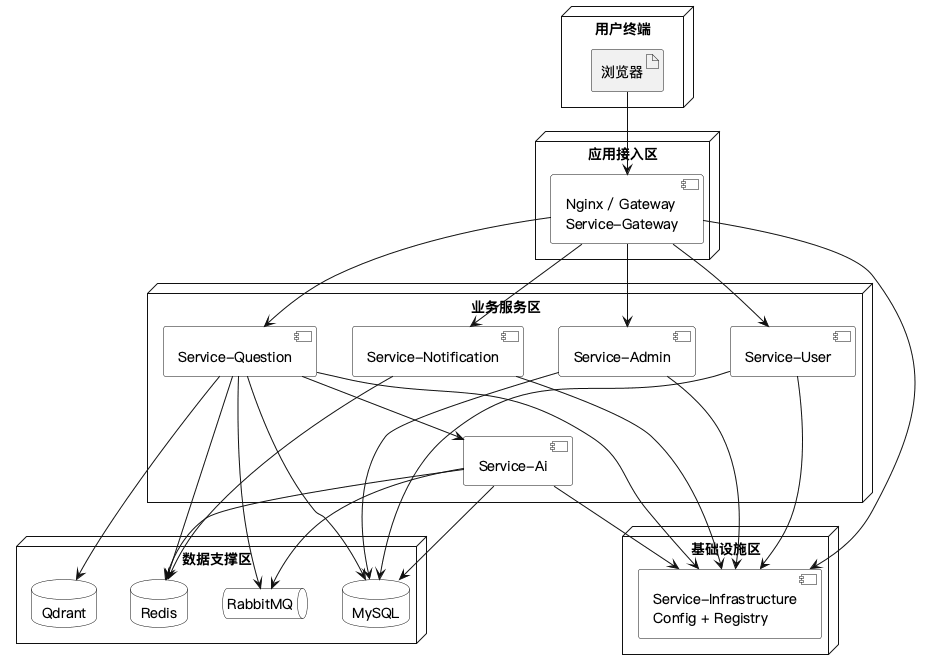 用户终端
浏览器
应用接入区
Nginx / Gateway
Service-Gateway
业务服务区
Service-Question
Service-Notification
Service-Admin
Service-User
Service-Ai
数据支撑区
Qdrant
Redis
RabbitMQ
MySQL
基础设施区
Service-Infrastructure
Config + Registry